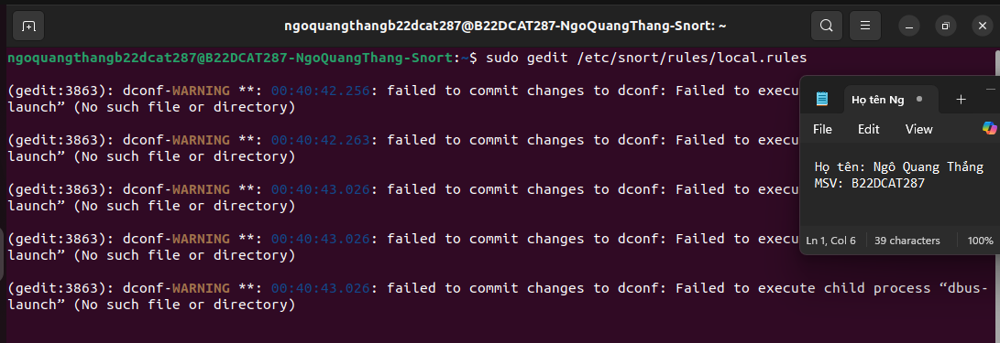 ngoquangthangb22dcat287@B22DCAT287-NgoQuangThang-Snort: ~
ngoquangthangb22dcat287@B22DCAT287-NgoQuangThang-Snort:~$ sudo gedit /etc/snort/rules/local.rules
(gedit:3863): dconf-WARNING **: 00:40:42.256: failed to commit changes to dconf: Failed to execu
launch” (No such file or directory)
(gedit:3863): dconf-WARNING **: 00:40:42.263: failed to commit changes to dconf: Failed to execu
launch” (No such file or directory)
(gedit:3863): dconf-WARNING **: 00:40:43.026: failed to commit changes to dconf: Failed to execu
launch” (No such file or directory)
(gedit:3863): dconf-WARNING **: 00:40:43.026: failed to commit changes to dconf: Failed to execu
launch” (No such file or directory)
(gedit:3863): dconf-WARNING **: 00:40:43.026: failed to commit changes to dconf: Failed to execute child process “dbus-
launch” (No such file or directory)
Họ tên Ng
File Edit View
Họ tên: Ngô Quang Thắng
MSV: B22DCAT287
Ln 1, Col 6 39 characters 100%